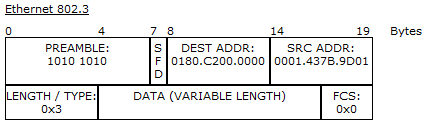 Ethernet 802.3
0 4 7 8 14 19 Bytes
PREAMBLE: 1010 1010
S F D
DEST ADDR: 0180.C200.0000
SRC ADDR: 0001.437B.9D01
LENGTH / TYPE: 0x3
DATA (VARIABLE LENGTH)
FCS: 0x0